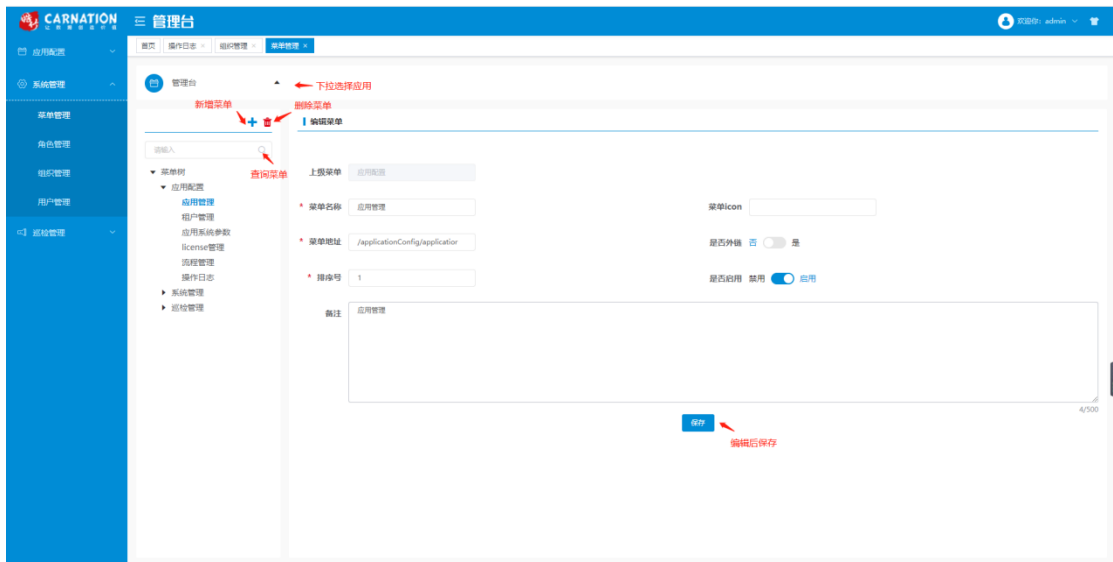 CARNATION
管理台
欢迎你: admin
应用配置
首页
操作日志 ×
组织管理 ×
菜单管理 ×
系统管理
管理台
下拉选择应用
新增菜单
删除菜单
菜单管理
编辑菜单
角色管理
请输入
查询菜单
组织管理
菜单树
上级菜单
应用配置
应用配置
用户管理
应用管理
* 菜单名称
应用管理
菜单icon
租户管理
巡检管理
应用系统参数
* 菜单地址
/applicationConfig/applicatior
是否外链 否 是
license管理
流程管理
操作日志
* 排序号
1
是否启用 禁用 启用
系统管理
巡检管理
备注
应用管理
4/500
保存
编辑后保存